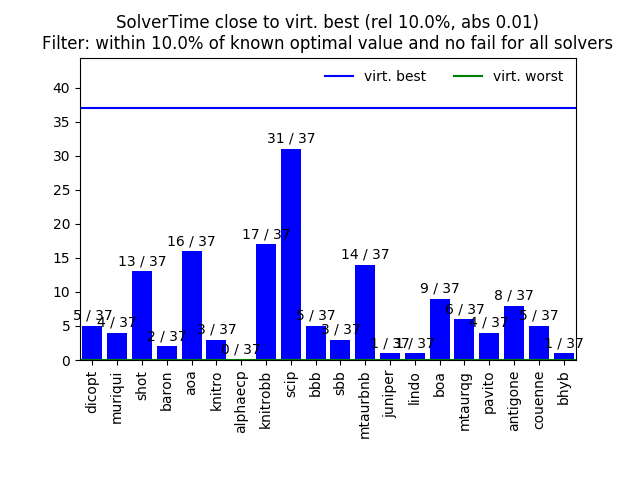 SolverTime close to virt. best (rel 10.0%, abs 0.01)
Filter: within 10.0% of known optimal value and no fail for all solvers
virt. best
virt. worst
40
35
30
25
20
15
10
5
0
5 / 37
4 / 37
13 / 37
2 / 37
16 / 37
3 / 37
0 / 37
17 / 37
31 / 37
5 / 37
3 / 37
14 / 37
1 / 37
1 / 37
9 / 37
6 / 37
4 / 37
8 / 37
5 / 37
1 / 37
dicopt
muriqui
shot
baron
aoa
knitro
alphaecp
knitrobb
scip
bbb
sbb
mtaurbnb
juniper
lindo
boa
mtaurqg
pavito
antigone
couenne
bhyb